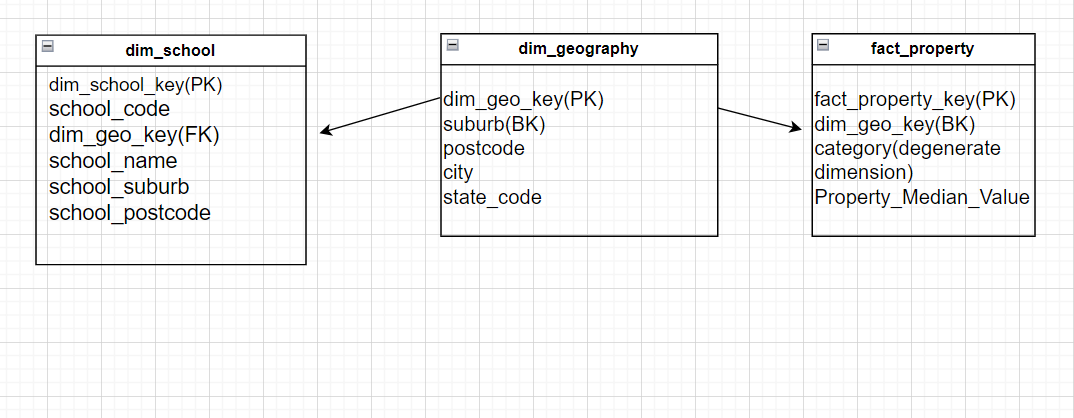 dim_school
dim_school_key(PK)
school_code
dim_geo_key(FK)
school_name
school_suburb
school_postcode
dim_geography
dim_geo_key(PK)
suburb(BK)
postcode
city
state_code
fact_property
fact_property_key(PK)
dim_geo_key(BK)
category(degenerate
dimension)
Property_Median_Value